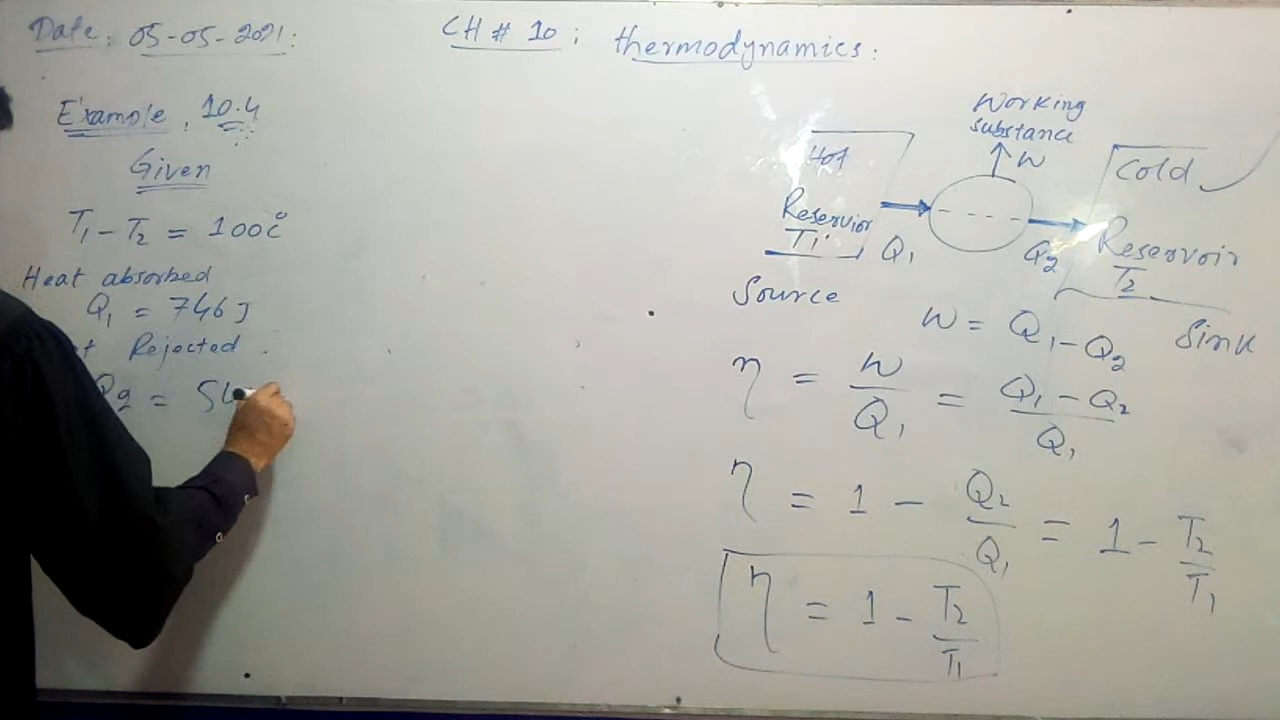 Date: 05-05-2021:
CH # 10: thermodynamics:
Example, 10.4
Given
T₁ - T₂ = 100c°
Heat absorbed
Q₁ = 746 J
Rejected
Q2 =
Working
substance
W
Hot
Reservior
T₁
Q₁
Q₂
Cold
Reservoir
T₂
Source
Sink
W = Q₁ - Q₂
η = W/Q₁ = Q₁ - Q₂/Q₁
η = 1 - Q₂/Q₁ = 1 - T₂/T₁
η = 1 - T₂/T₁